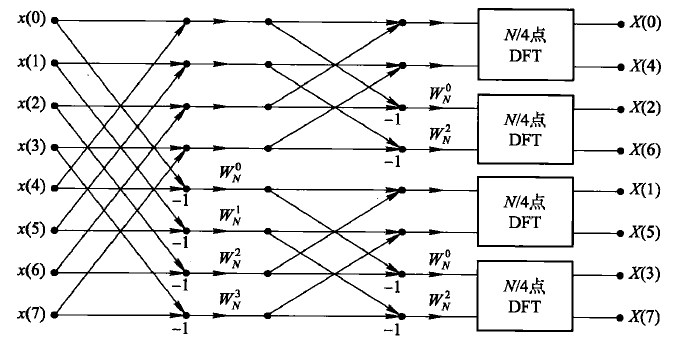 x(0)
x(1)
x(2)
x(3)
x(4)
x(5)
x(6)
x(7)
-1
W_N^0
-1
W_N^1
-1
W_N^2
-1
W_N^3
-1
W_N^0
-1
W_N^2
-1
W_N^0
-1
W_N^2
N/4点
DFT
N/4点
DFT
N/4点
DFT
N/4点
DFT
X(0)
X(4)
X(2)
X(6)
X(1)
X(5)
X(3)
X(7)